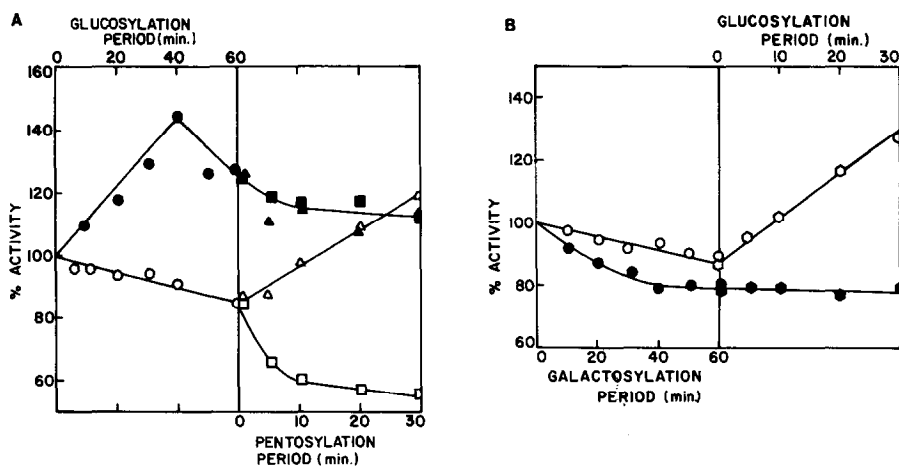 A
GLUCOSYLATION
PERIOD (min.)
0 20 40 60
160
140
120
100
80
60
% ACTIVITY
0 10 20 30
PENTOSYLATION
PERIOD (min.)
B
GLUCOSYLATION
PERIOD (min.)
0 10 20 30
140
120
100
80
60
% ACTIVITY
0 20 40 60
GALACTOSYLATION
PERIOD (min.)